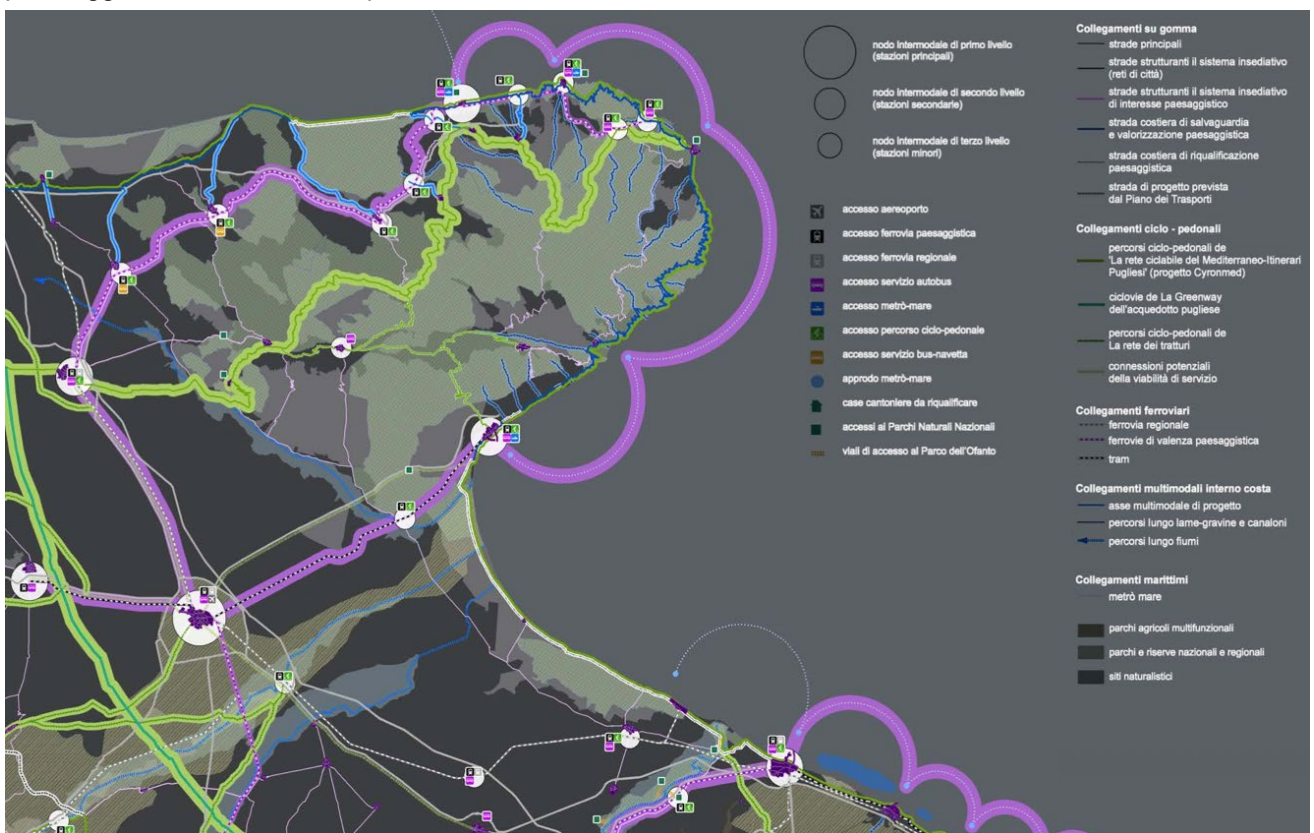 nodo intermodale di primo livello
(stazioni principali)
nodo intermodale di secondo livello
(stazioni secondarie)
nodo intermodale di terzo livello
(stazioni minori)
accesso aereoporto
accesso ferrovia paesaggistica
accesso ferrovia regionale
accesso servizio autobus
accesso metrò-mare
accesso percorso ciclo-pedonale
accesso servizio bus-navetta
approdo metrò-mare
case cantoniere da riqualificare
accessi ai Parchi Naturali Nazionali
viali di accesso al Parco dell'Ofanto
Collegamenti su gomma
strade principali
strade strutturanti il sistema insediativo
(reti di città)
strade strutturanti il sistema insediativo
di interesse paesaggistico
strada costiera di salvaguardia
e valorizzazione paesaggistica
strada costiera di riqualificazione
paesaggistica
strada di progetto prevista
dal Piano dei Trasporti
Collegamenti ciclo - pedonali
percorsi ciclo-pedonali de
'La rete ciclabile del Mediterraneo-Itinerari
Pugliesi' (progetto Cyronmed)
ciclovie de La Greenway
dell'acquedotto pugliese
percorsi ciclo-pedonali de
La rete dei tratturi
connessioni potenziali
della viabilità di servizio
Collegamenti ferroviari
ferrovia regionale
ferrovie di valenza paesaggistica
tram
Collegamenti multimodali interno costa
asse multimodale di progetto
percorsi lungo lame-gravine e canaloni
percorsi lungo fiumi
Collegamenti marittimi
metrò mare
parchi agricoli multifunzionali
parchi e riserve nazionali e regionali
siti naturalistici